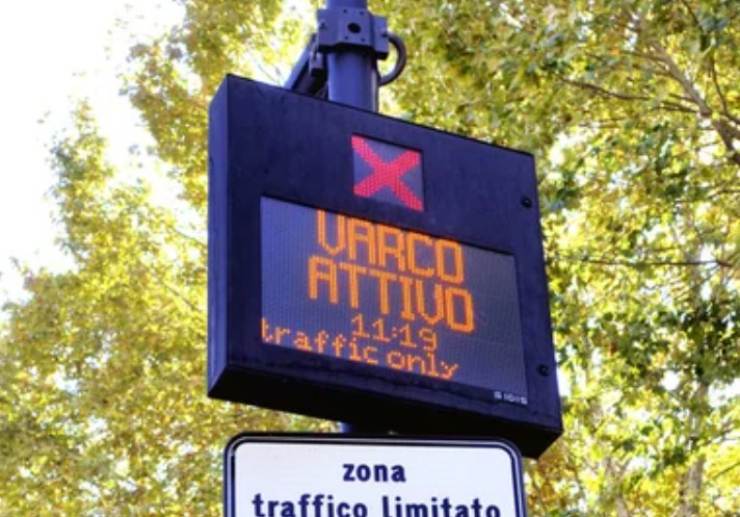 VARCO
ATTIVO
11:19
traffic only
zona
traffico limitato